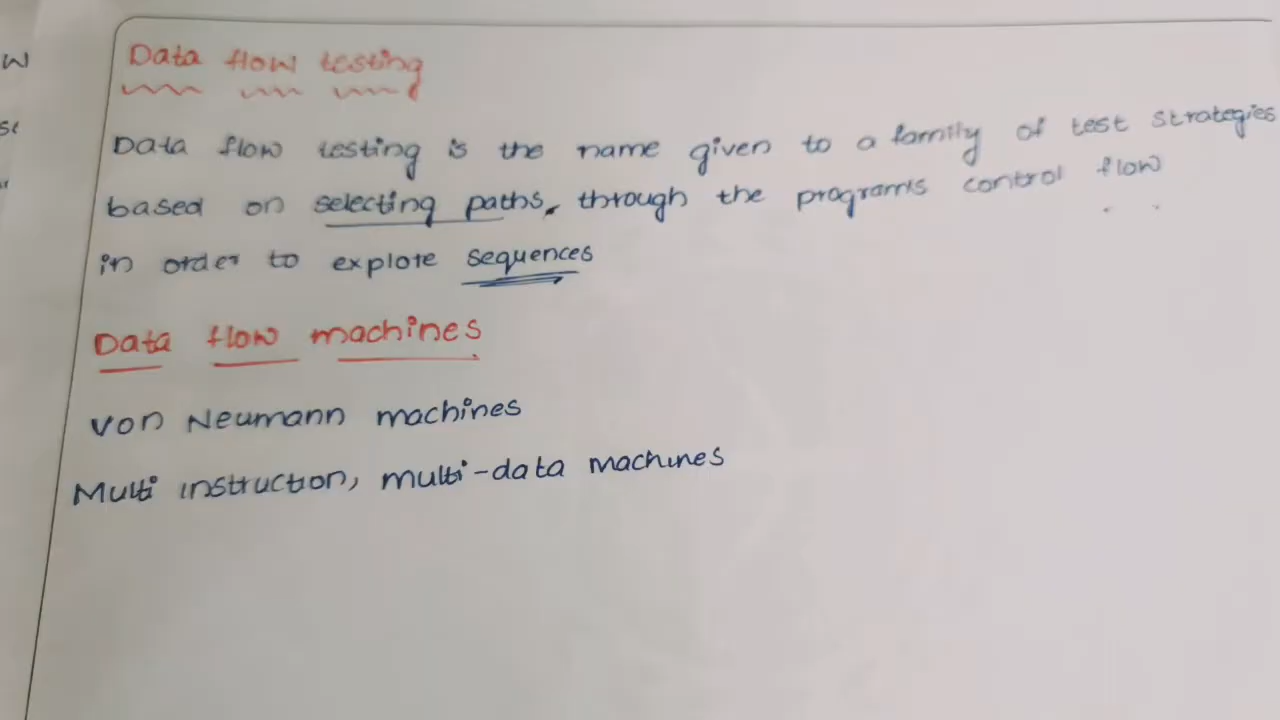 Data flow testing
Data flow testing is the name given to a family of test strategies
based on selecting paths, through the program's control flow
in order to explore sequences
Data flow machines
Von Neumann machines
Multi instruction, multi-data machines